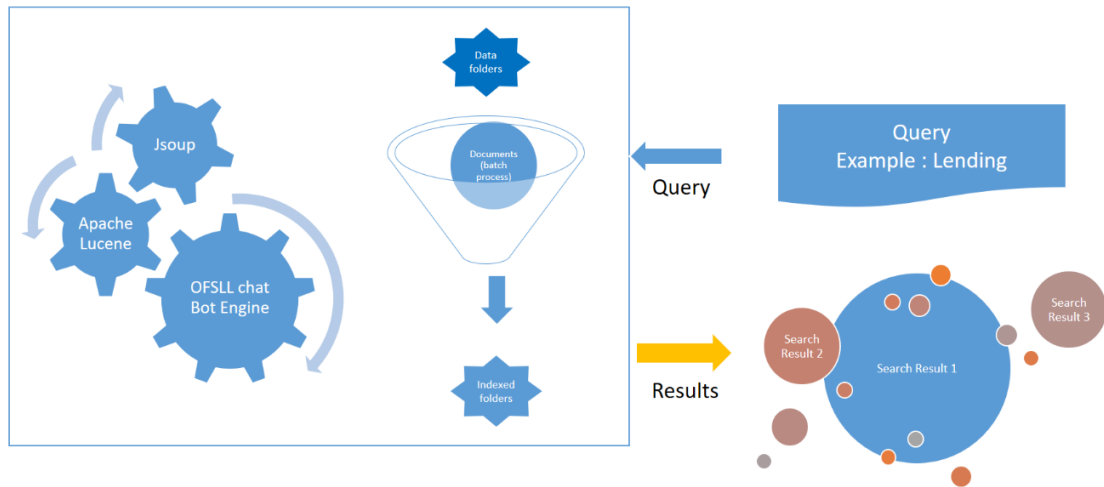 Jsoup
Apache
Lucene
OFSLL chat
Bot Engine
Data
folders
Documents
(batch
process)
Indexed
folders
Query
Results
Query
Example : Lending
Search
Result 2
Search Result 1
Search
Result 3